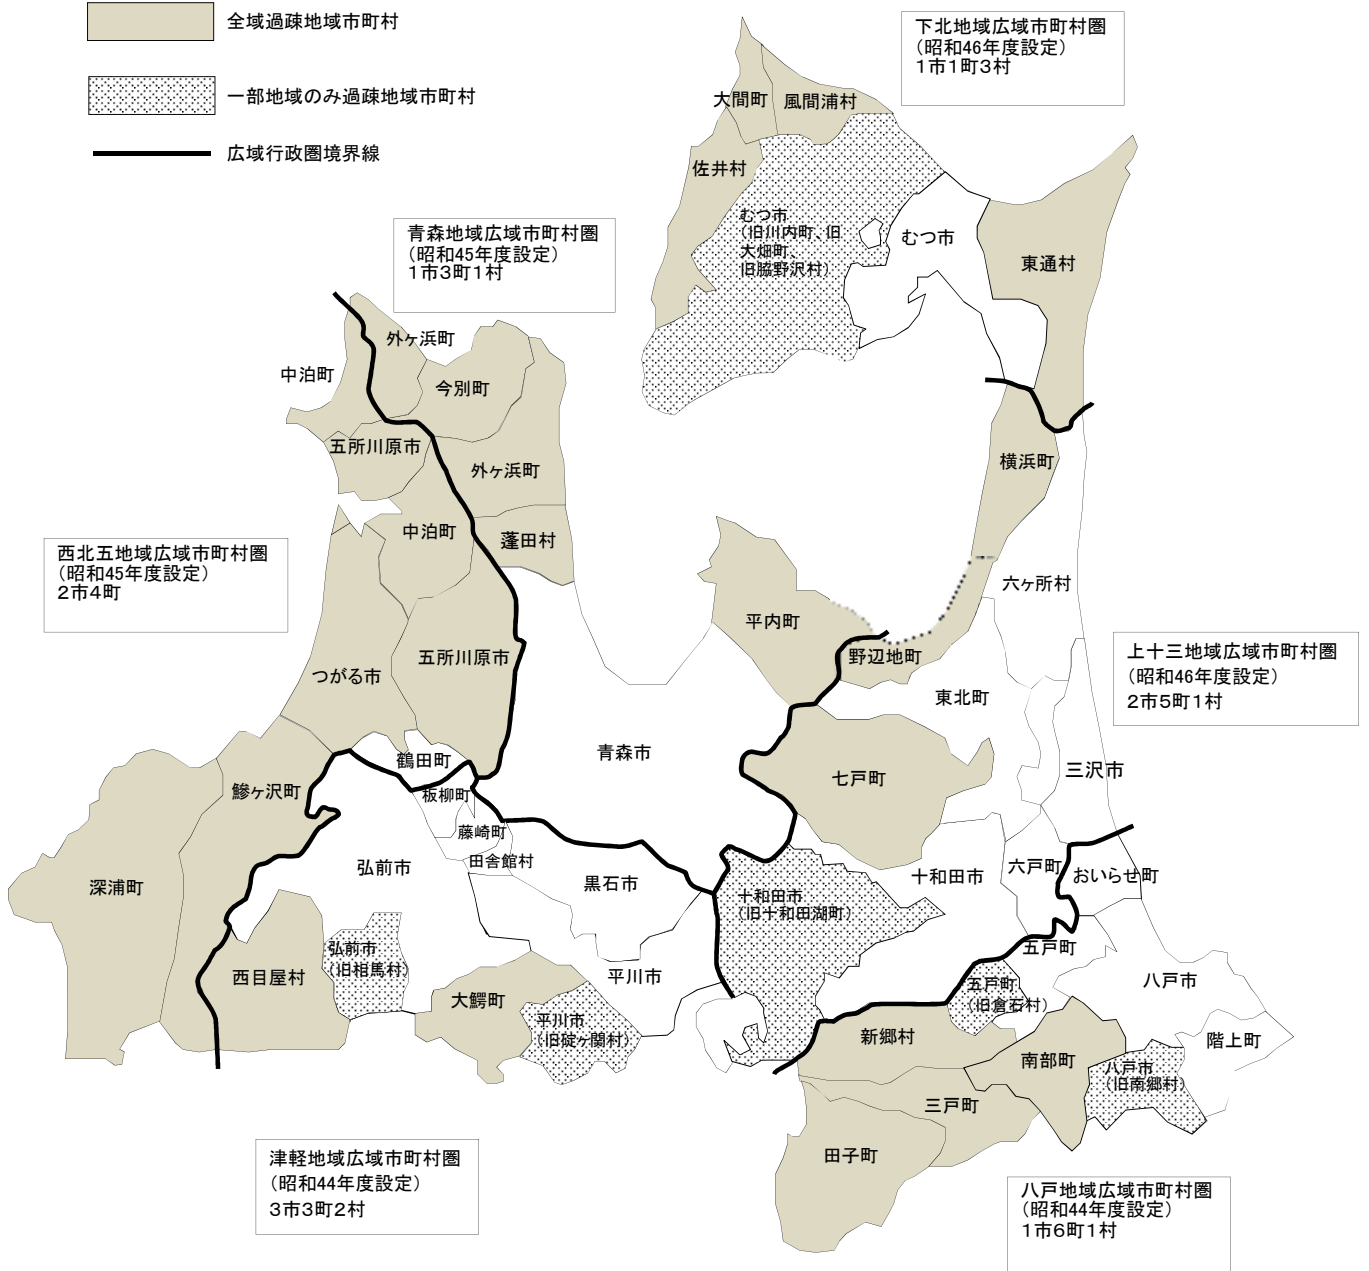 全域過疎地域市町村
一部地域のみ過疎地域市町村
広域行政圏境界線
下北地域広域市町村圏
(昭和46年度設定)
1市1町3村
大間町
風間浦村
佐井村
むつ市
(旧川内町、旧
大畑町、
旧脇野沢村)
むつ市
東通村
青森地域広域市町村圏
(昭和45年度設定)
1市3町1村
外ヶ浜町
中泊町
今別町
五所川原市
外ヶ浜町
横浜町
中泊町
蓬田村
西北五地域広域市町村圏
(昭和45年度設定)
2市4町
六ヶ所村
平内町
野辺地町
五所川原市
つがる市
東北町
上十三地域広域市町村圏
(昭和46年度設定)
2市5町1村
青森市
鶴田町
七戸町
三沢市
鰺ヶ沢町
板柳町
藤崎町
田舎館村
弘前市
黒石市
深浦町
十和田市
(旧十和田湖町)
十和田市
六戸町
おいらせ町
弘前市
(旧相馬村)
西目屋村
平川市
五戸町
八戸市
五戸町
(旧倉石村)
大鰐町
平川市
(旧碇ヶ関村)
新郷村
南部町
階上町
八戸市
(旧南郷村)
三戸町
田子町
津軽地域広域市町村圏
(昭和44年度設定)
3市3町2村
八戸地域広域市町村圏
(昭和44年度設定)
1市6町1村